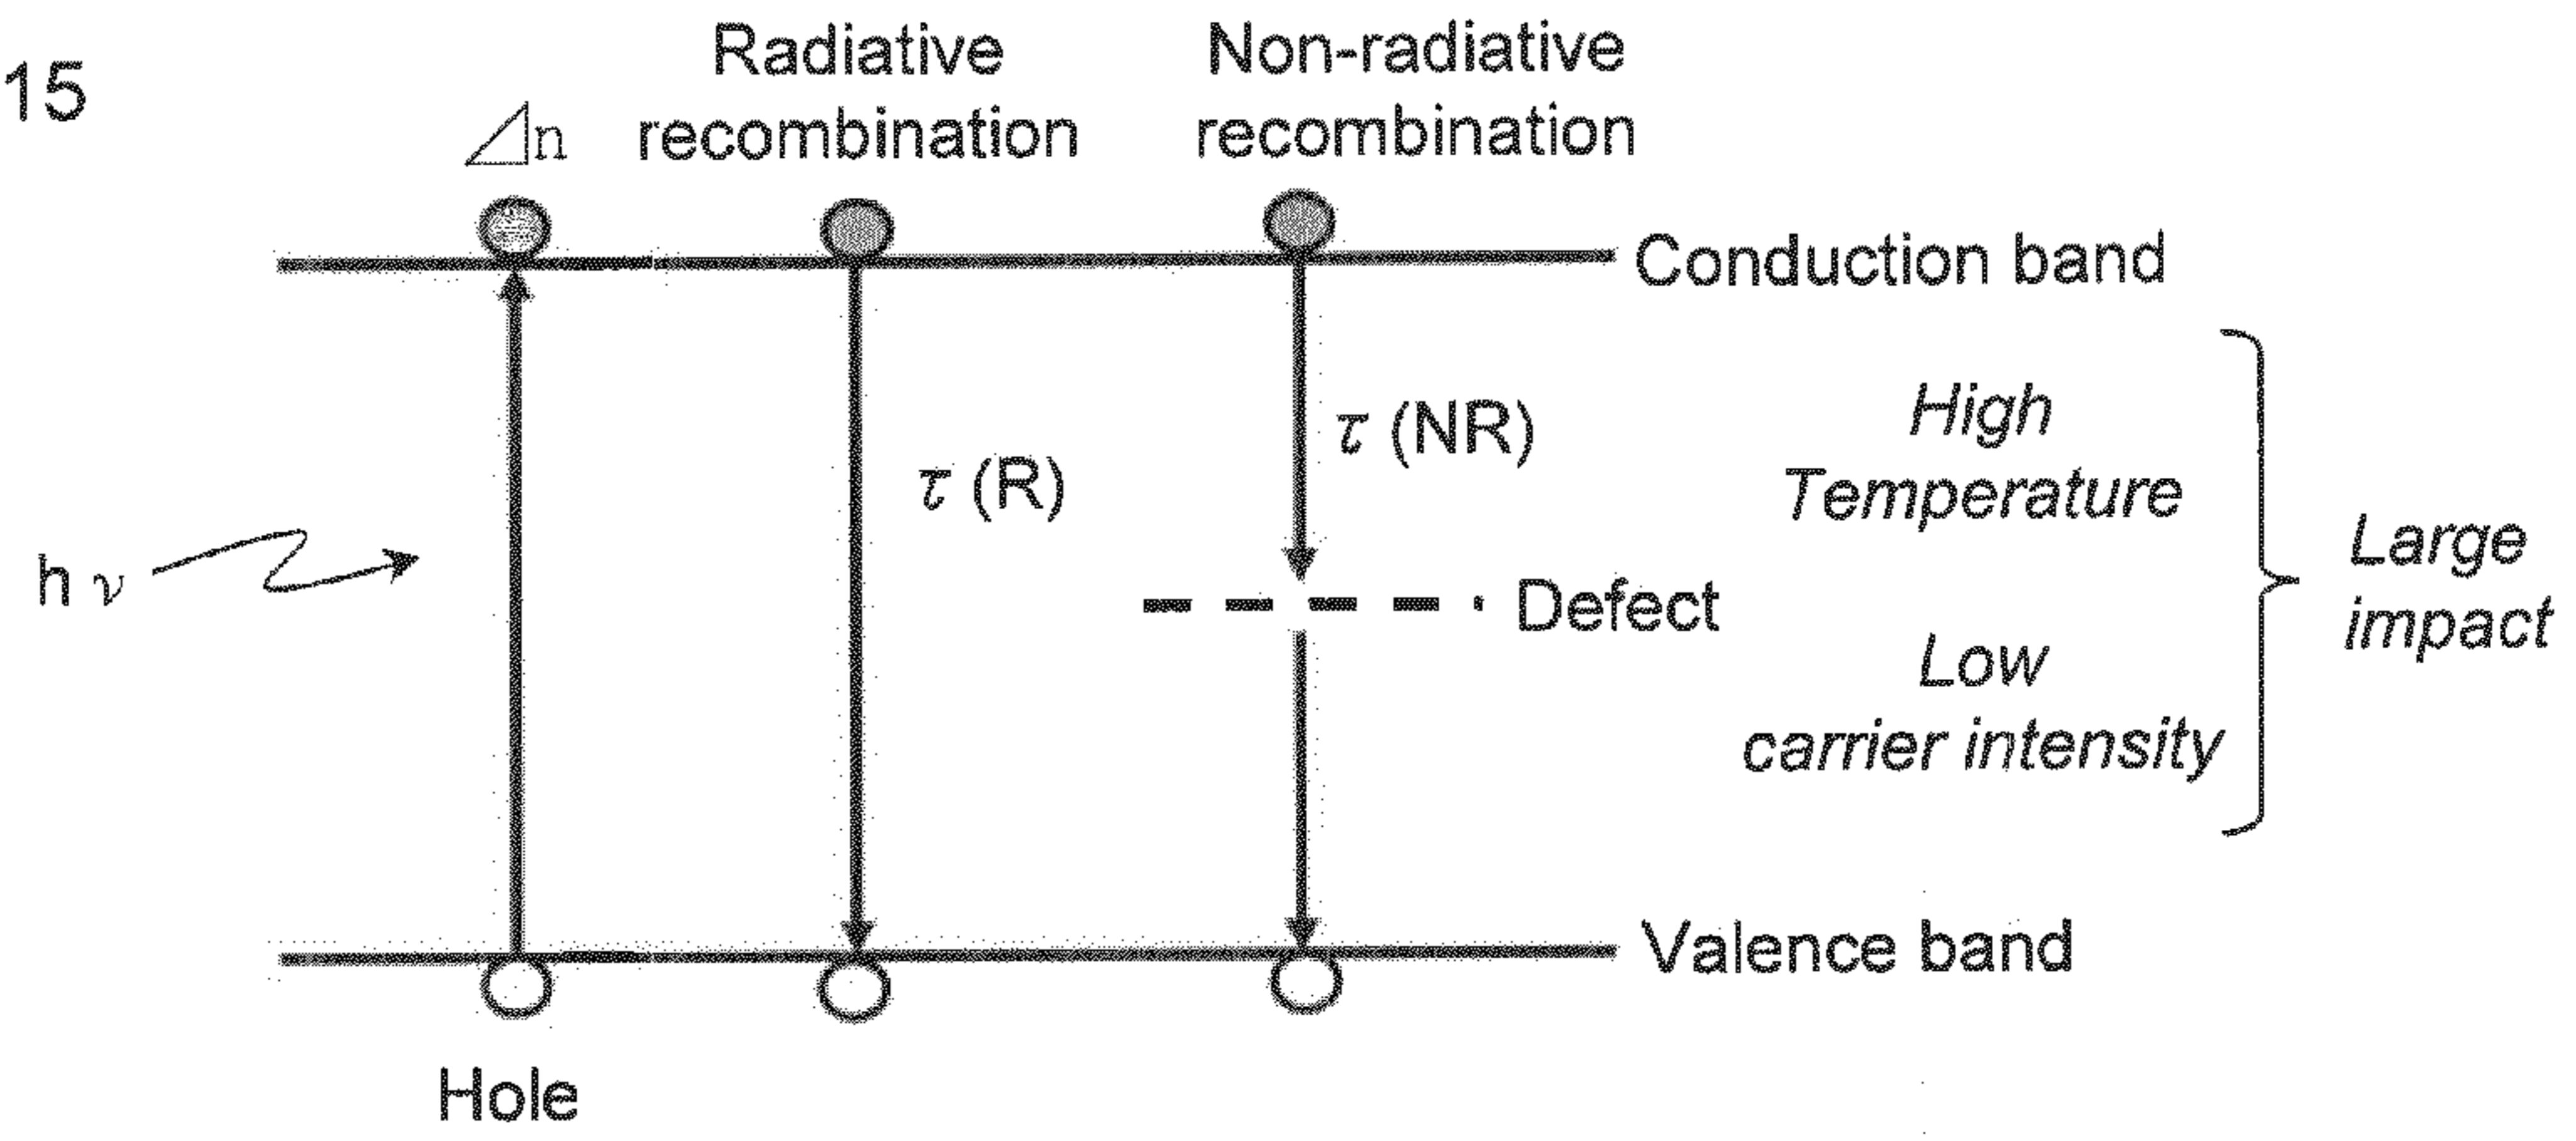 15
Radiative
recombination
Non-radiative
recombination
⊿n
Conduction band
τ (R)
τ (NR)
High
Temperature
hν
Defect
Large
impact
Low
carrier intensity
Valence band
Hole